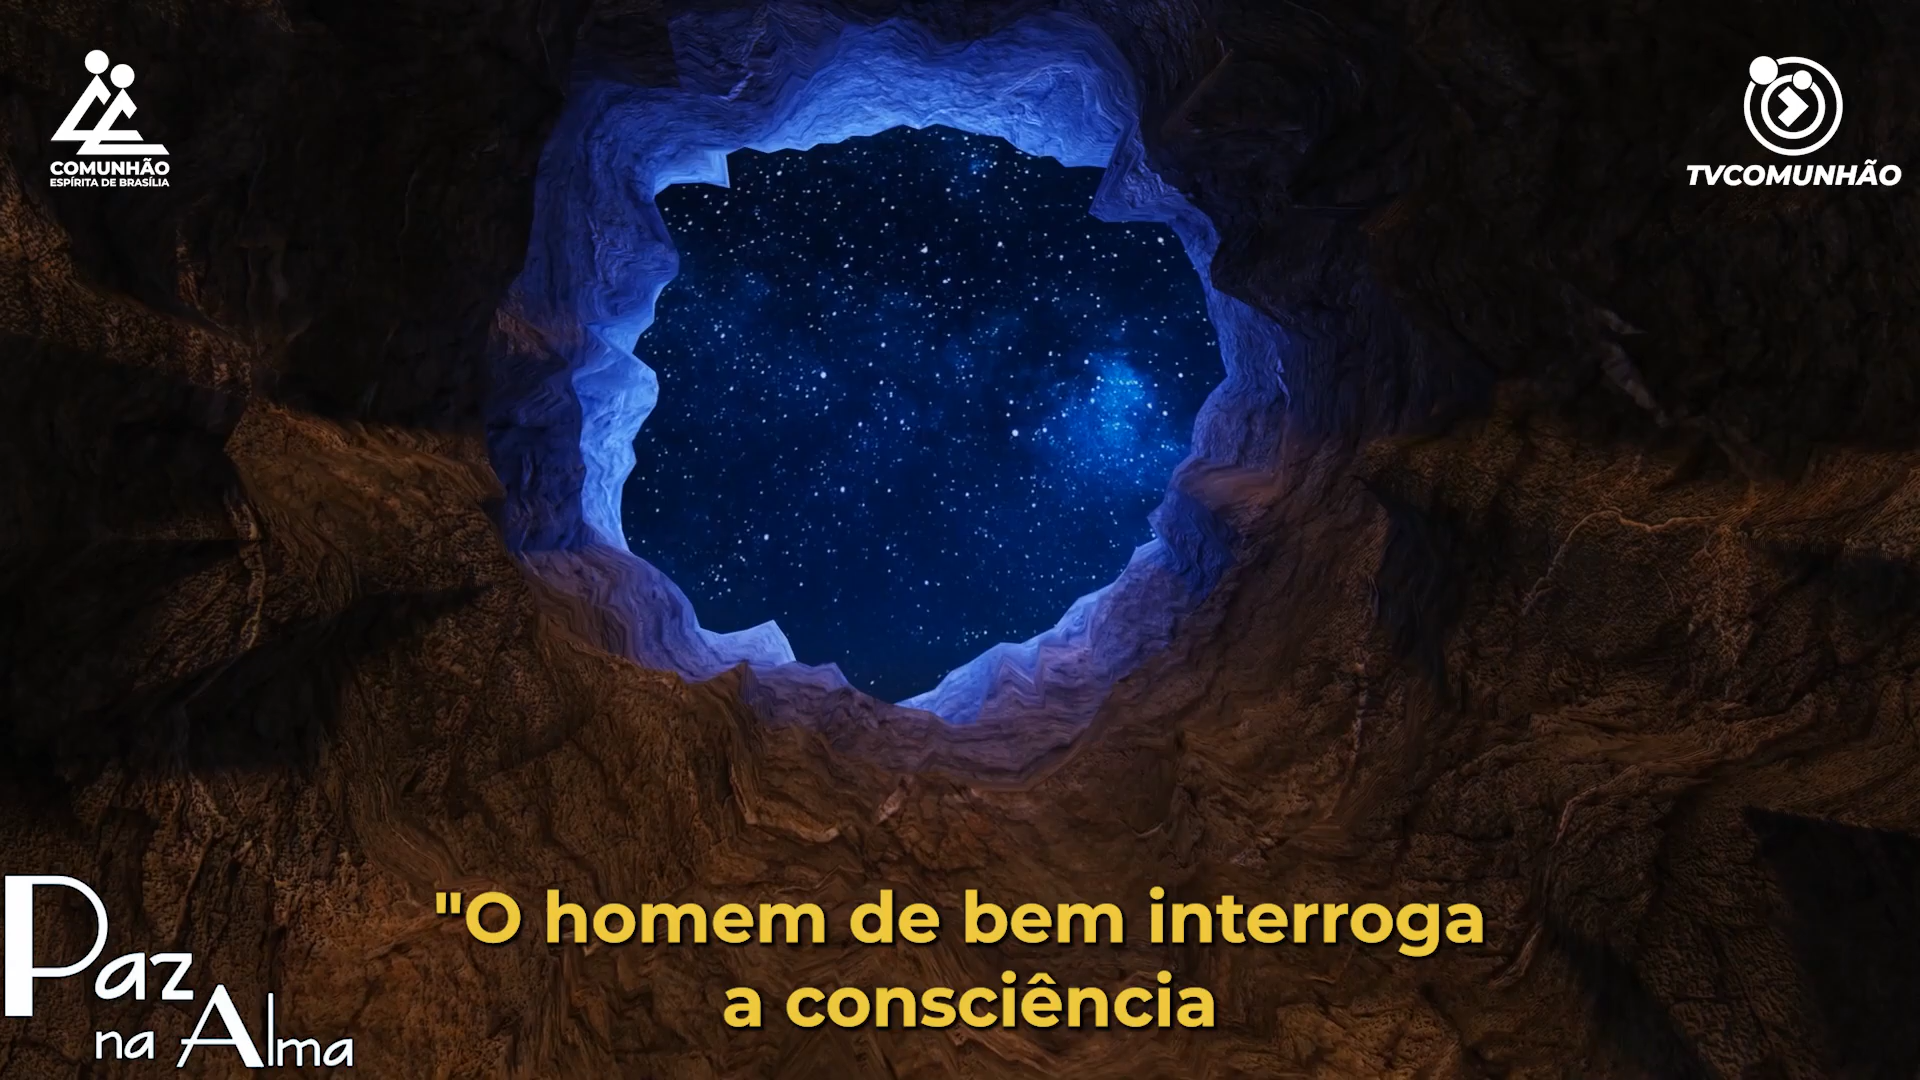 COMUNHÃO
ESPÍRITA DE BRASÍLIA
TVCOMUNHÃO
"O homem de bem interroga
a consciência
Paz
na Alma